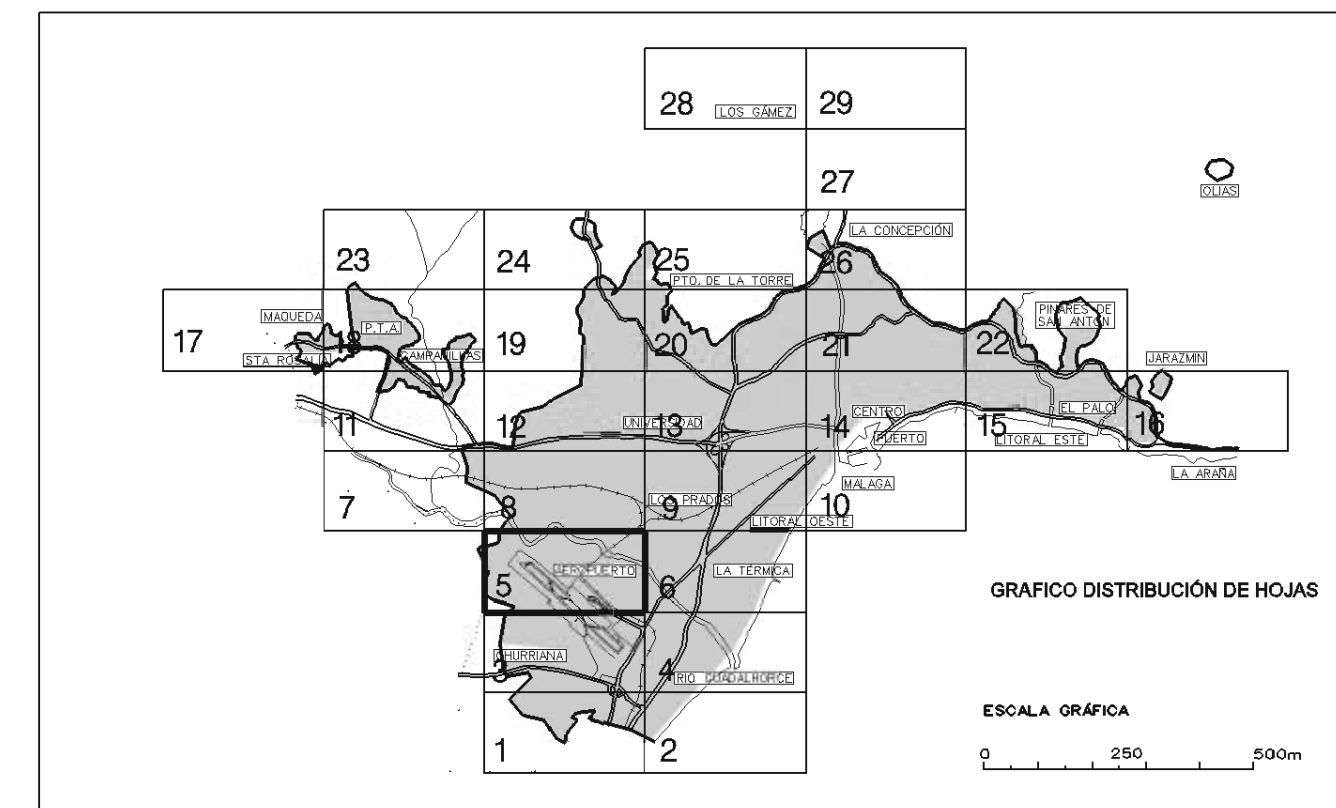 28
LOS GÁMEZ
29
27
OLIAS
LA CONCEPCIÓN
23
24
25
26
PTO. DE LA TORRE
MAQUEDA
PINARES DE
SAN ANTÓN
17
P.T.A.
18
STA ROSALIA
CAMPANILLAS
19
20
21
22
JARAZMIN
EL PALO
CENTRO
UNIVERSIDAD
11
12
13
14
PUERTO
15
LITORAL ESTE
16
LA ARAÑA
MALAGA
LOS PRADOS
7
8
9
10
LITORAL OESTE
AEROPUERTO
LA TÉRMICA
5
6
GRAFICO DISTRIBUCIÓN DE HOJAS
CHURRIANA
3
4
RIO GUADALHORCE
ESCALA GRÁFICA
1
2
0 250 500m